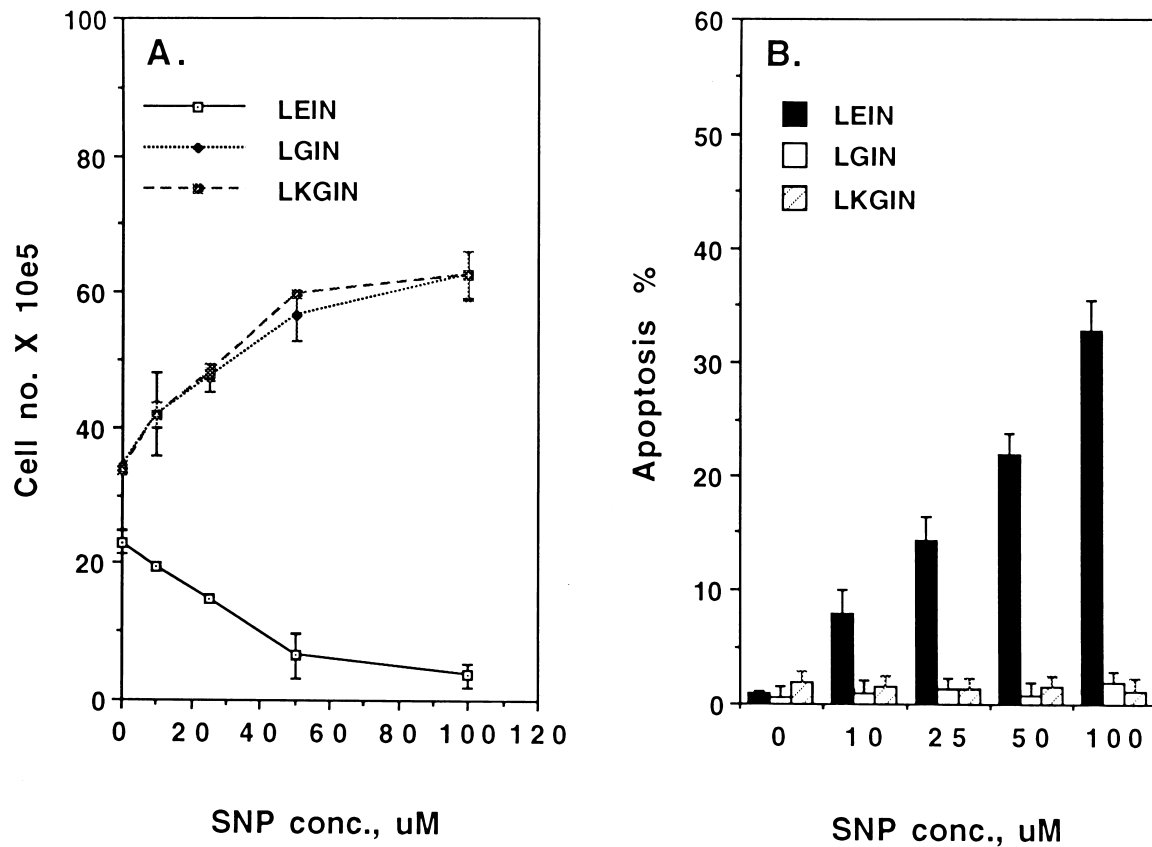 A.
LEIN
LGIN
LKGIN
100
80
60
40
20
0
Cell no. X 10e5
0 20 40 60 80 100 120
SNP conc., uM
B.
LEIN
LGIN
LKGIN
60
50
40
30
20
10
0
Apoptosis %
0 10 25 50 100
SNP conc., uM